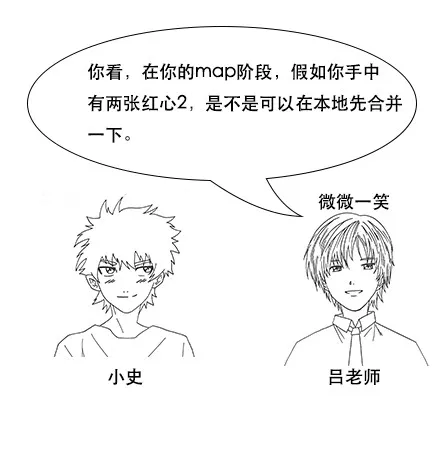 你看，在你的map阶段，假如你手中
有两张红心2，是不是可以在本地先合并
一下。
微微一笑
小史
吕老师